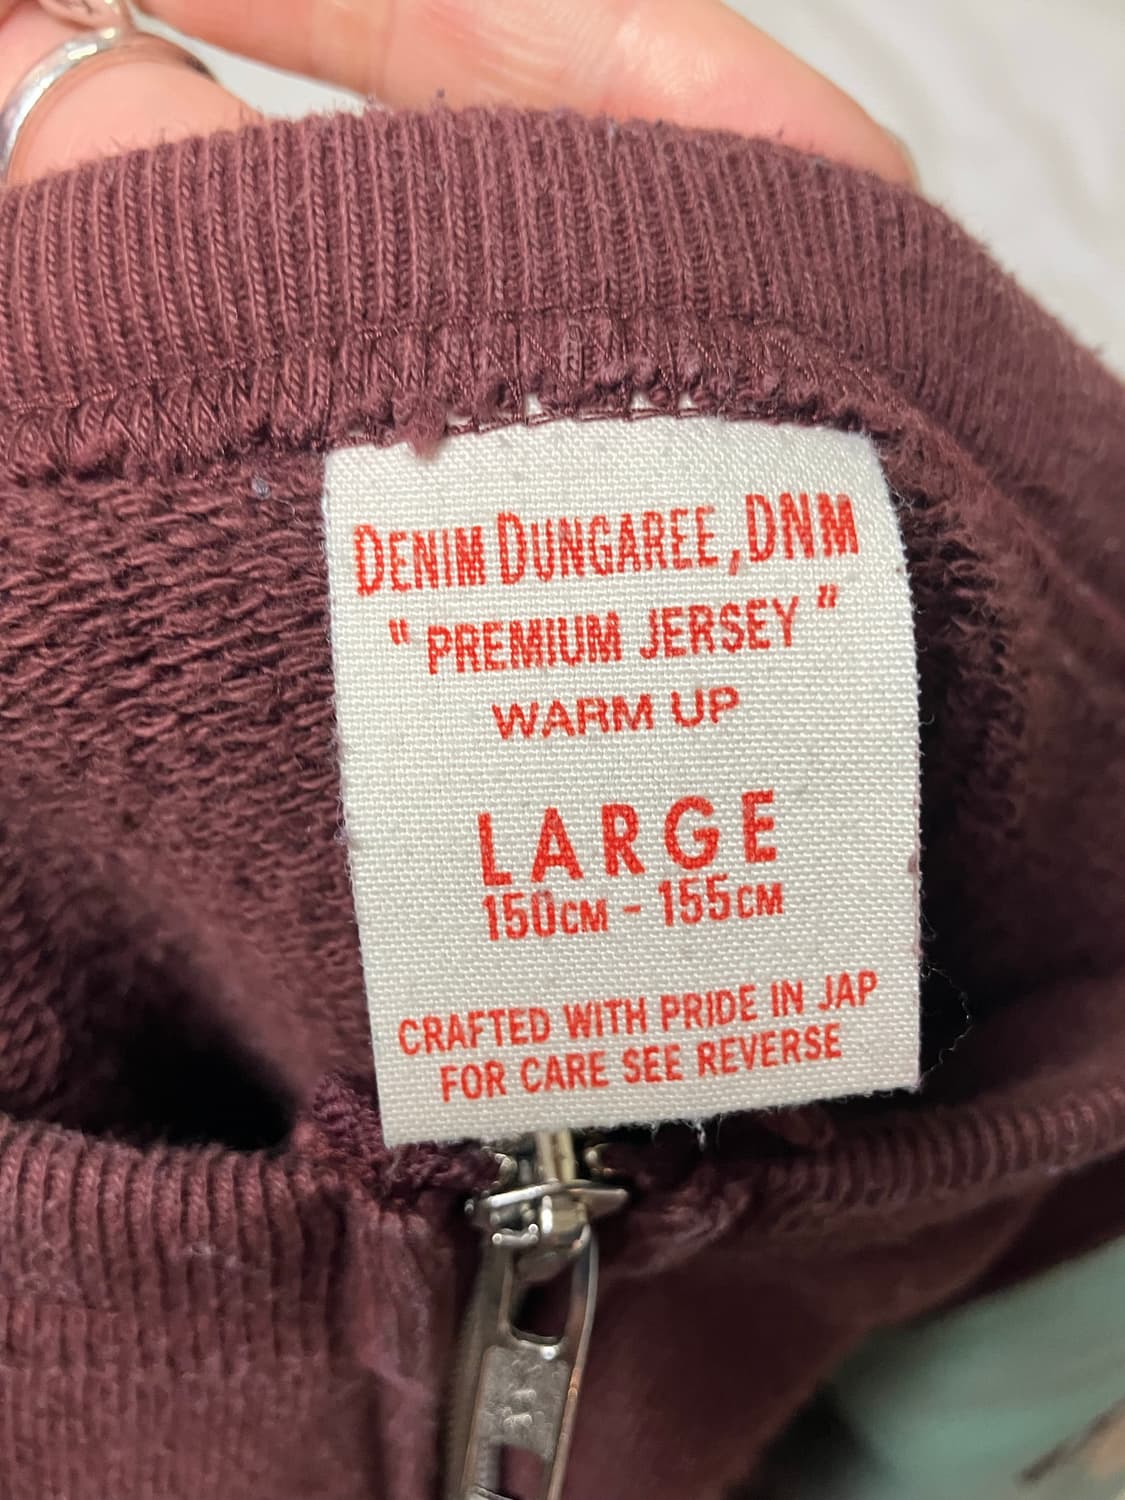 DENIM DUNGAREE, DNM
" PREMIUM JERSEY "
WARM UP
LARGE
150CM - 155CM
CRAFTED WITH PRIDE IN JAP
FOR CARE SEE REVERSE